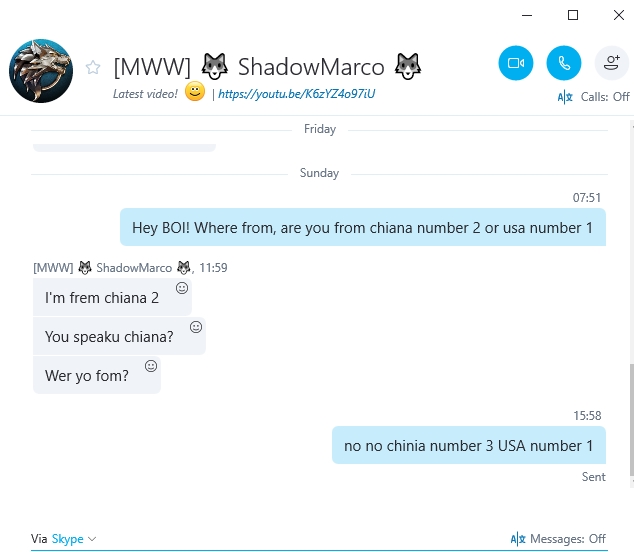 [MWW] 🐺 ShadowMarco 🐺
Latest video! 🙂 | https://youtu.be/K6zYZ4o97iU
Calls: Off
Friday
Sunday
07:51
Hey BOI! Where from, are you from chiana number 2 or usa number 1
[MWW] 🐺 ShadowMarco 🐺, 11:59
I'm frem chiana 2
You speaku chiana?
Wer yo fom?
15:58
no no chinia number 3 USA number 1
Sent
Via Skype
A|文 Messages: Off